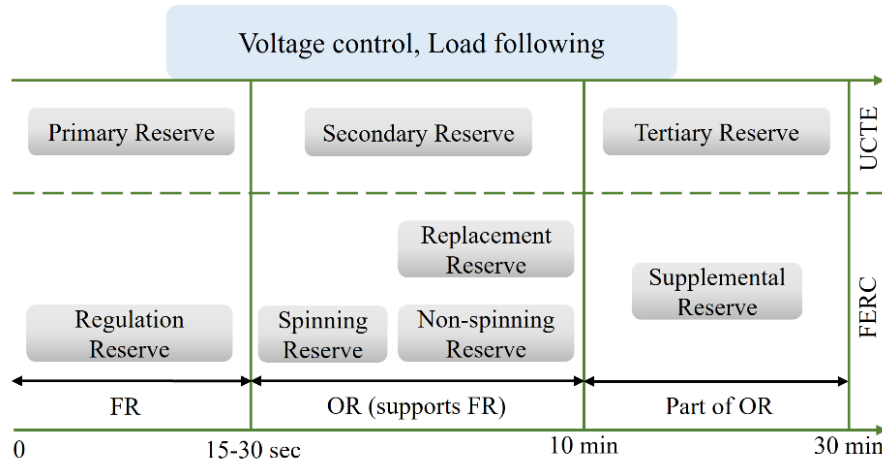 Voltage control, Load following
Primary Reserve
Secondary Reserve
Tertiary Reserve
UCTE
Replacement
Reserve
Supplemental
Reserve
FERC
Regulation
Reserve
Spinning
Reserve
Non-spinning
Reserve
FR
OR (supports FR)
Part of OR
0
15-30 sec
10 min
30 min